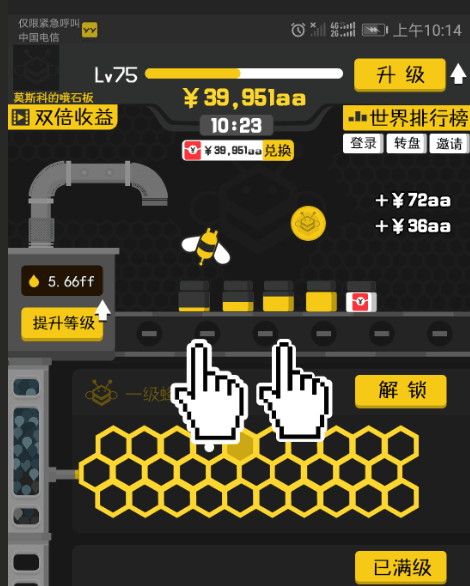 仅限紧急呼叫
中国电信
上午10:14
Lv75
升 级
¥39,951aa
莫斯科的哦石板
双倍收益
10:23
世界排行榜
¥39,951aa 兑换
登录 转盘 邀请
+¥72aa
+¥36aa
5.66ff
提升等级
一级
解 锁
已满级